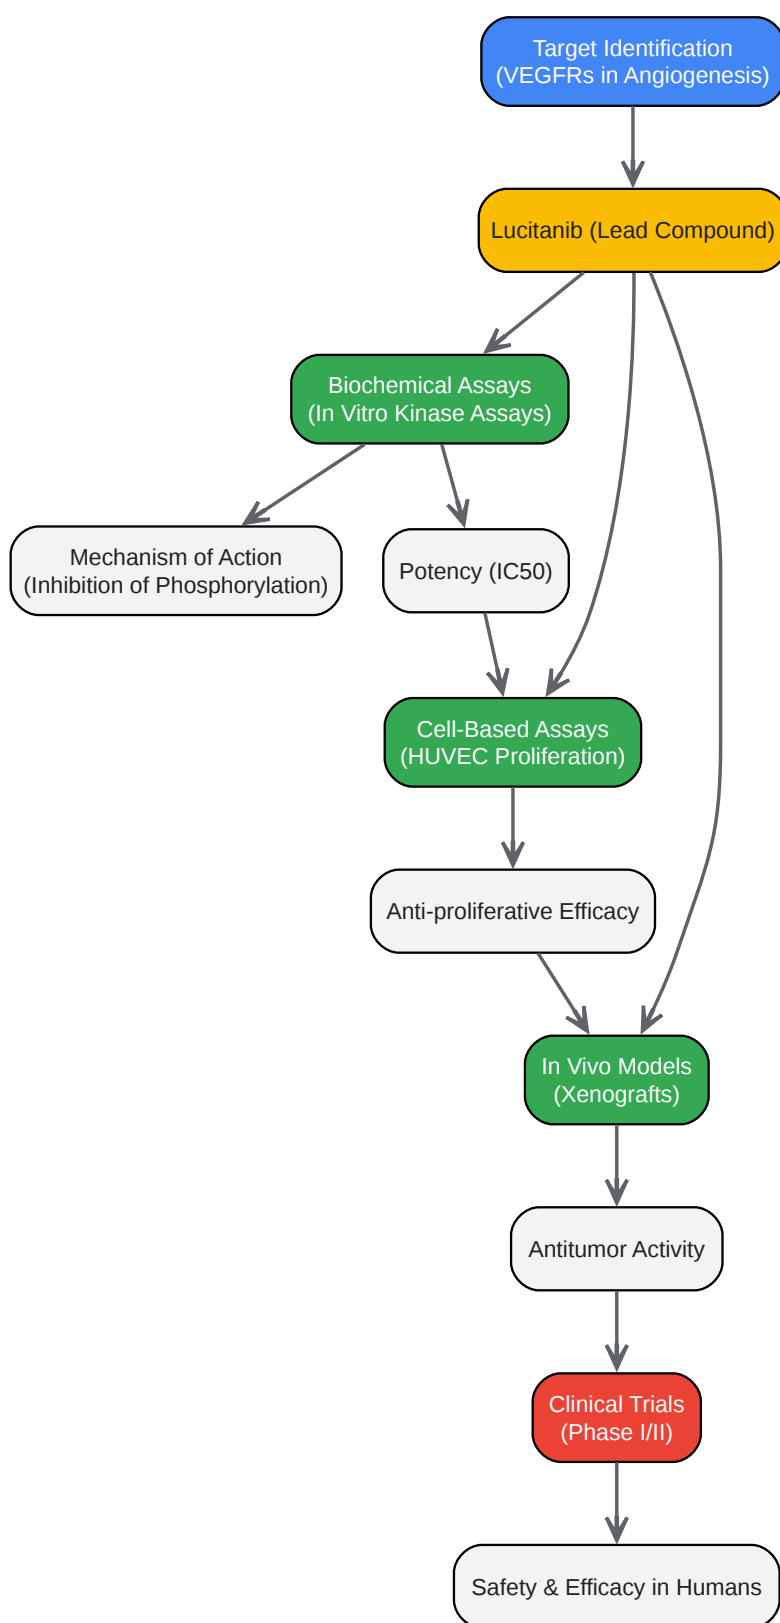 Target Identification
(VEGFRs in Angiogenesis)
Lucitanib (Lead Compound)
Biochemical Assays
(In Vitro Kinase Assays)
Mechanism of Action
(Inhibition of Phosphorylation)
Potency (IC50)
Cell-Based Assays
(HUVEC Proliferation)
Anti-proliferative Efficacy
In Vivo Models
(Xenografts)
Antitumor Activity
Clinical Trials
(Phase I/II)
Safety & Efficacy in Humans